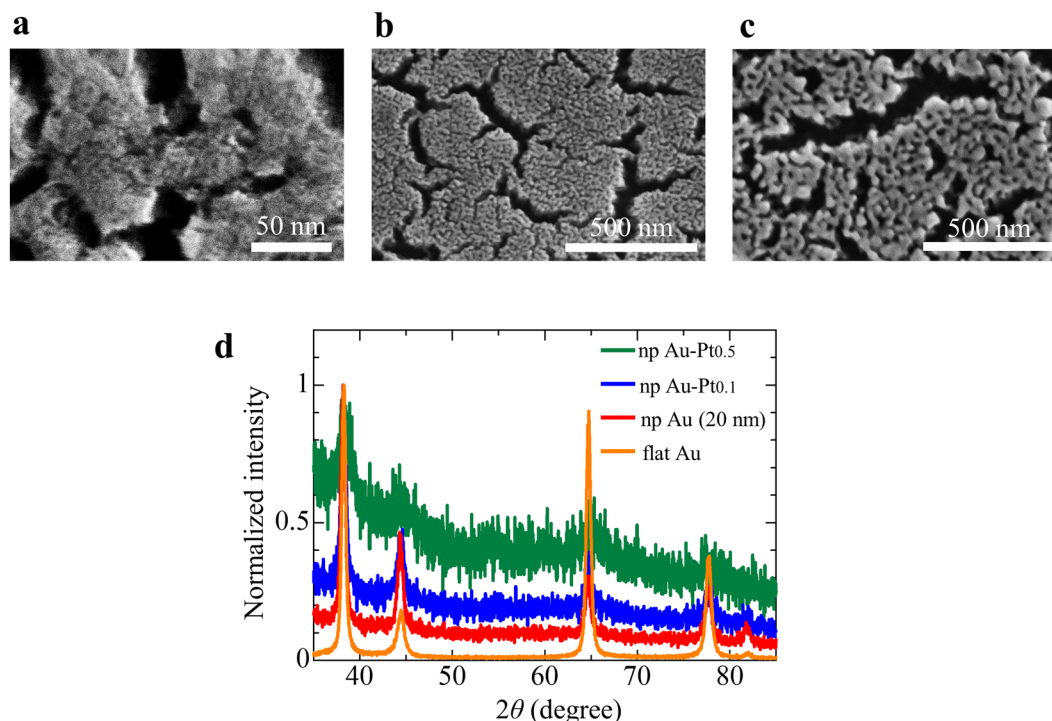 a
b
c
50 nm
500 nm
500 nm
d
np Au-Pt0.5
np Au-Pt0.1
np Au (20 nm)
flat Au
Normalized intensity
1
0.5
0
40 50 60 70 80
2θ (degree)